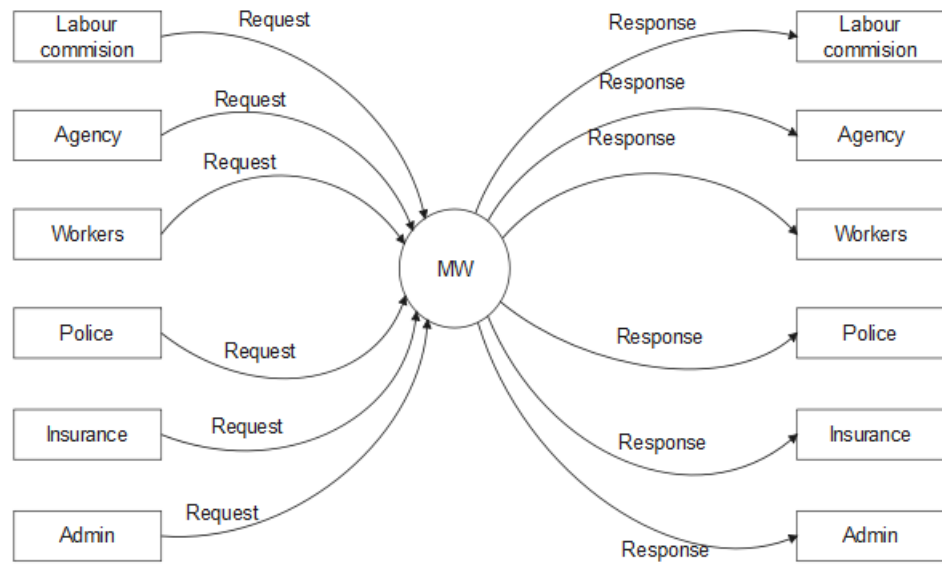 Labour
commision
Request
Response
Labour
commision
Agency
Request
Response
Agency
Workers
Request
Response
Workers
MW
Police
Request
Response
Police
Insurance
Request
Response
Insurance
Admin
Request
Response
Admin